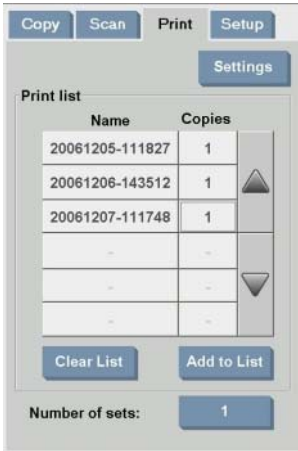 Copy Scan Print Setup
Settings
Print list
Name Copies
20061205-111827 1
20061206-143512 1
20061207-111748 1
- -
- -
- -
Clear List Add to List
Number of sets: 1